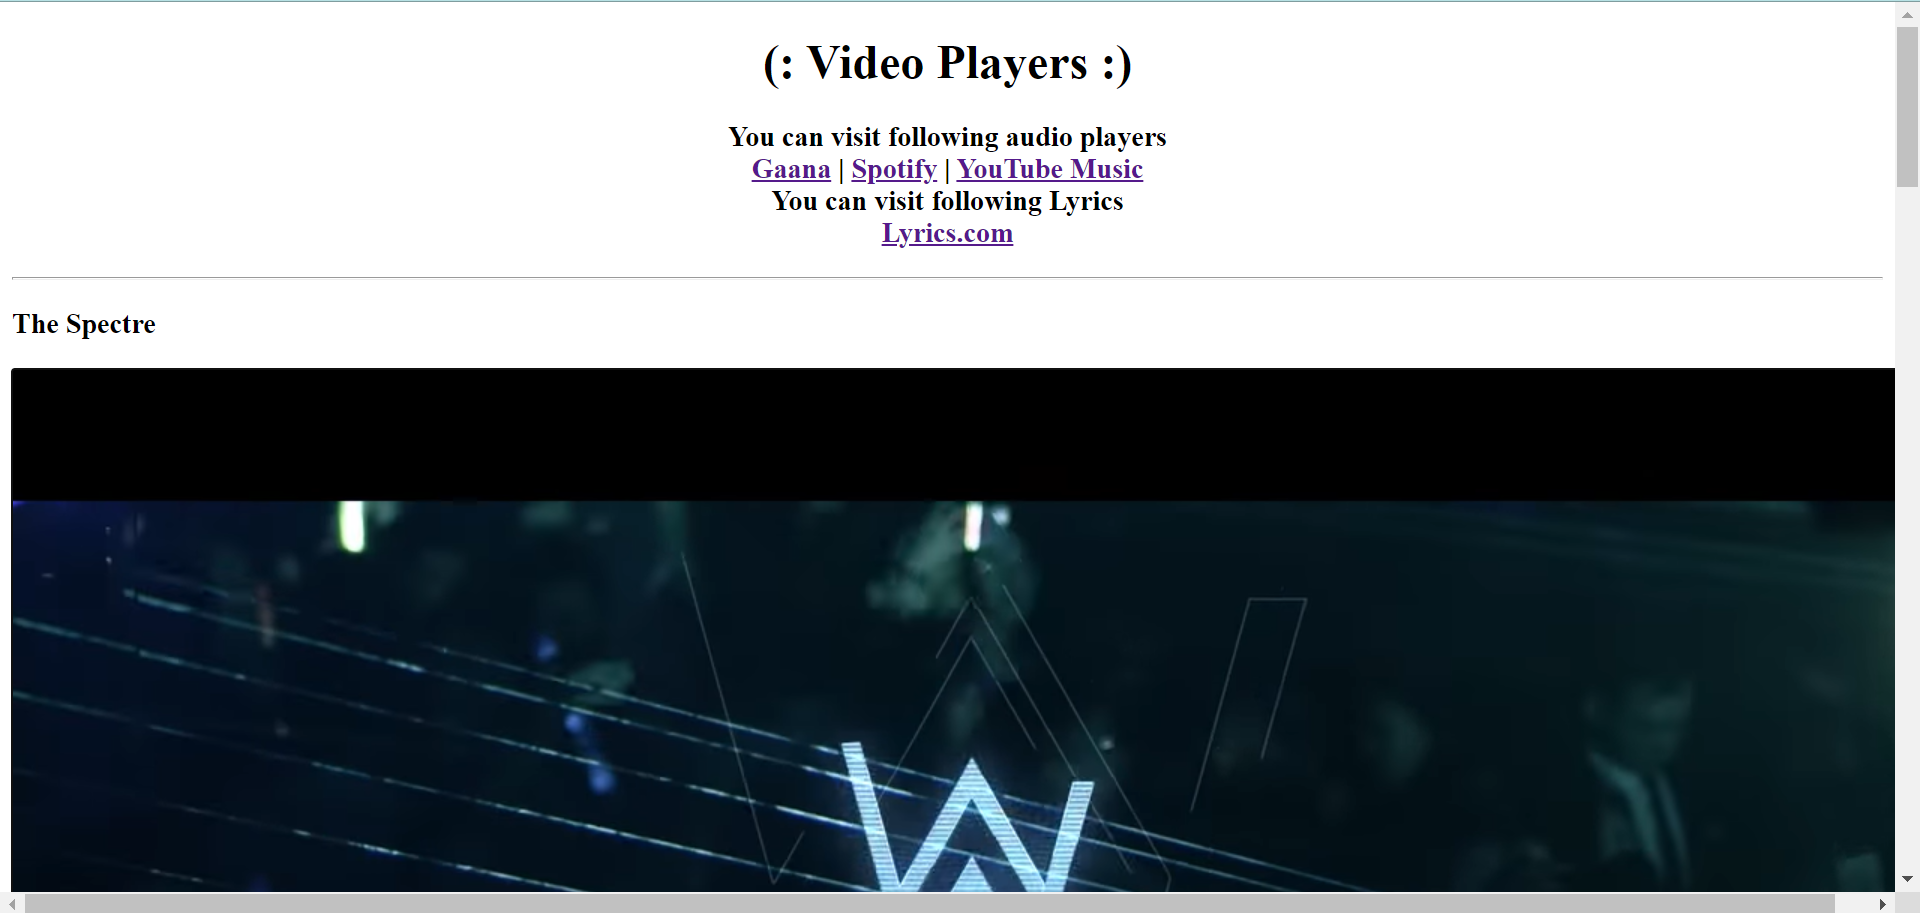 (: Video Players :)
You can visit following audio players
Gaana | Spotify | YouTube Music
You can visit following Lyrics
Lyrics.com
The Spectre